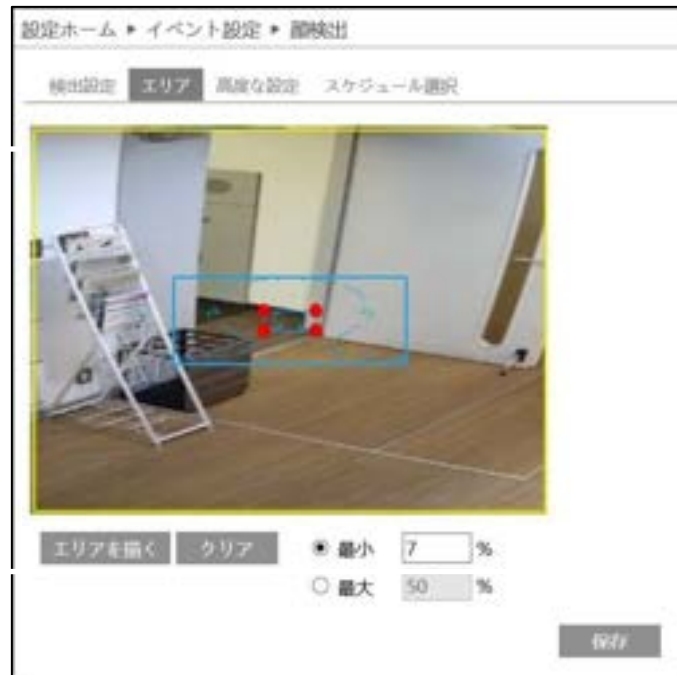 設定ホーム ▶ イベント設定 ▶ 顔検出
検出設定 エリア 高度な設定 スケジュール選択
エリアを描く クリア ◉ 最小 7 %
○ 最大 50 %
保存